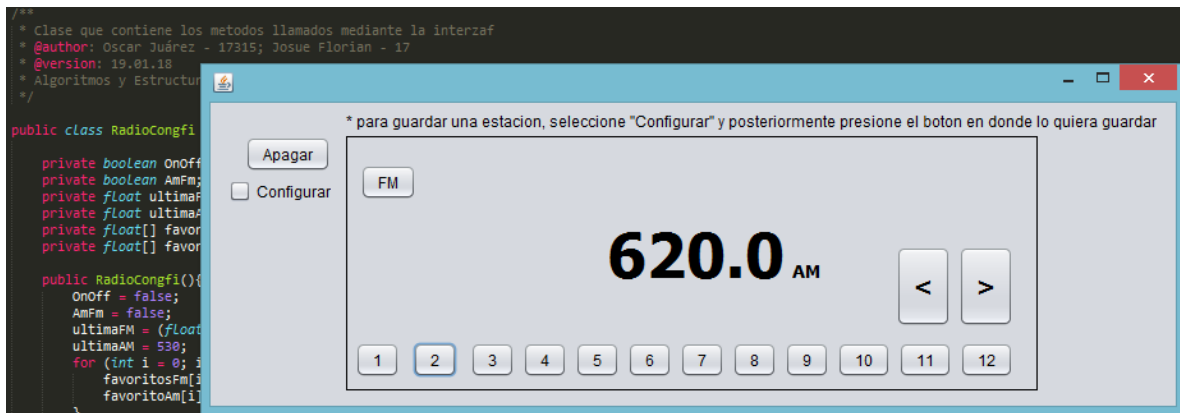 /**
* Clase que contiene los metodos llamados mediante la interzaf
* @author: Oscar Juárez - 17315; Josue Florian - 17
* @version: 19.01.18
* Algoritmos y Estructur
*/
public class RadioCongfi
private boolean OnOff
private boolean AmFm;
private float ultimaF
private float ultimaA
private float[] favor
private float[] favor
public RadioCongfi(){
OnOff = false;
AmFm = false;
ultimaFM = (float
ultimaAM = 530;
for (int i = 0; i
favoritosFm[i
favoritoAm[i]
}
* para guardar una estacion, seleccione "Configurar" y posteriormente presione el boton en donde lo quiera guardar
Apagar
Configurar
FM
620.0 AM
< >
1 2 3 4 5 6 7 8 9 10 11 12